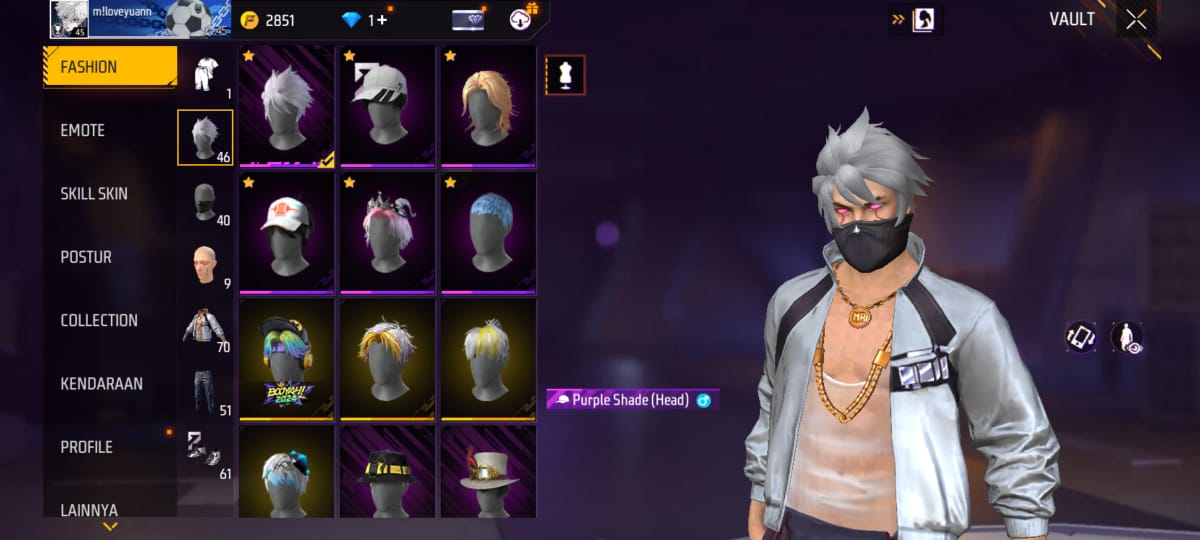 m!loveyuann
45
2851
1+
VAULT
FASHION
1
EMOTE
46
SKILL SKIN
40
POSTUR
9
COLLECTION
70
KENDARAAN
51
BOOYAH!
2024
Purple Shade (Head)
PROFILE
61
LAINNYA